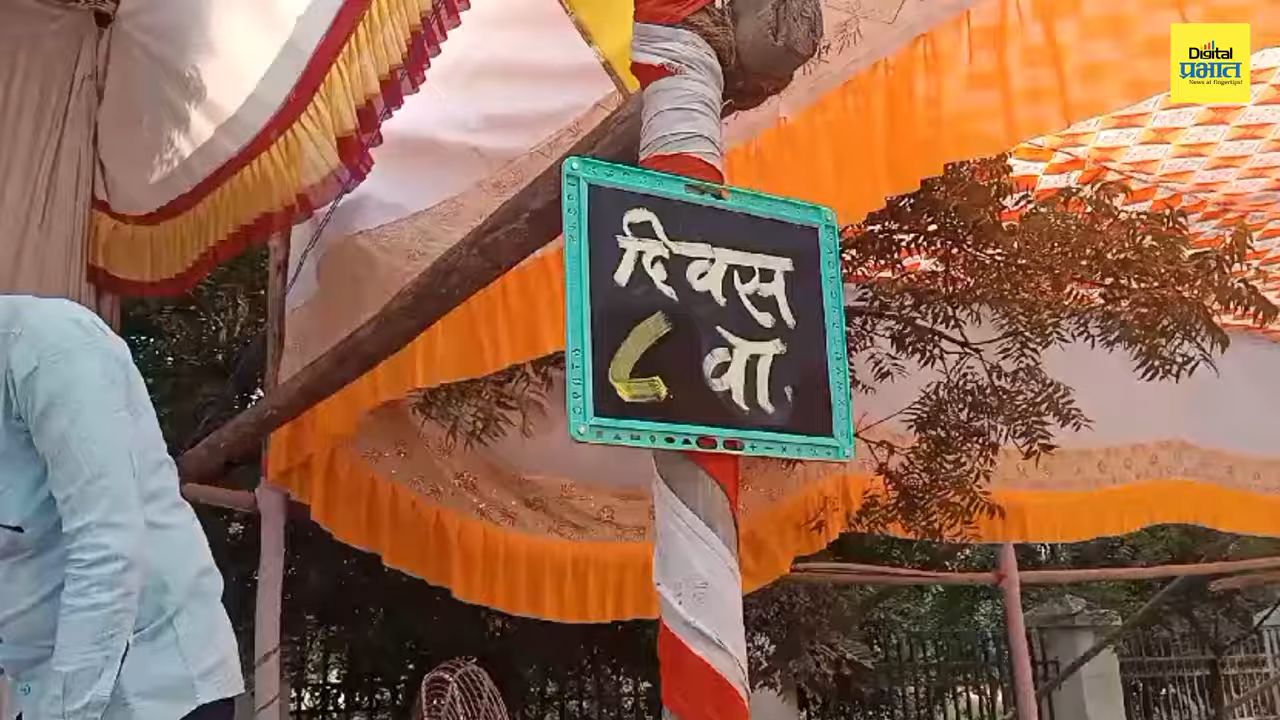 Digital
प्रभात
News at fingertips!
दिवस
८ वा.